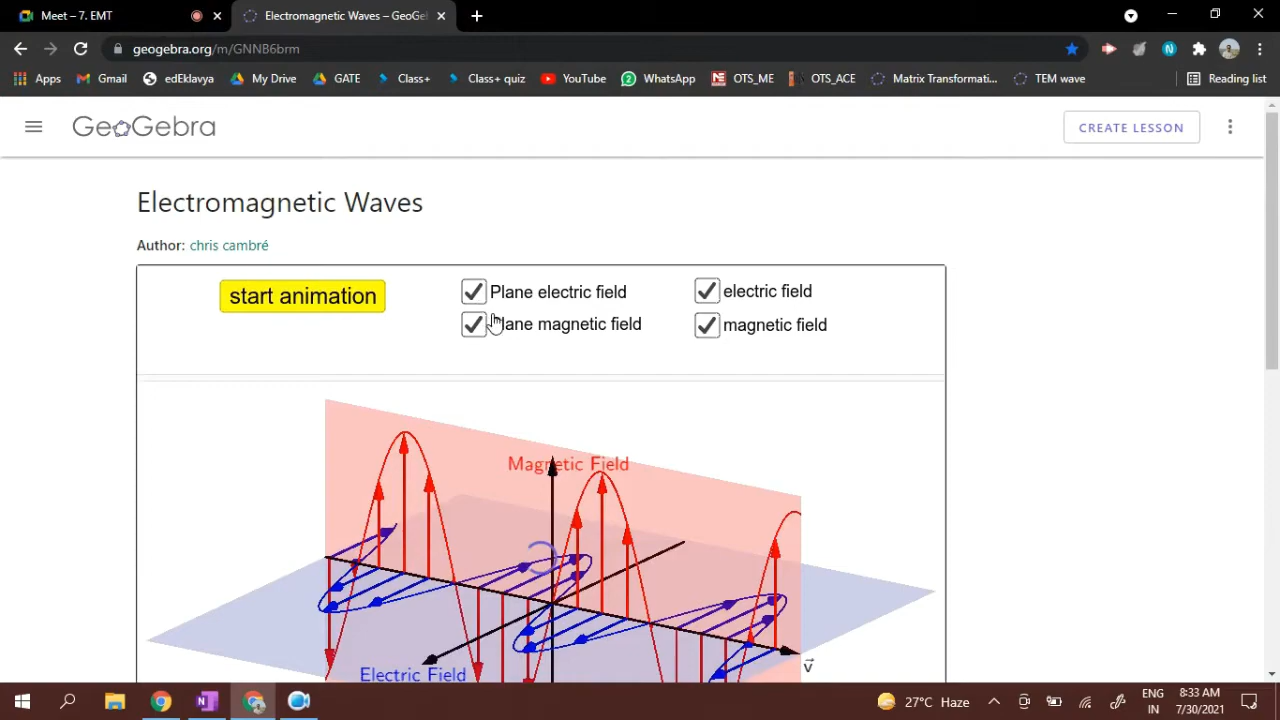 Meet – 7. EMT
Electromagnetic Waves – GeoGeb
geogebra.org/m/GNNB6brm
Apps
Gmail
edEklavya
My Drive
GATE
Class+
Class+ quiz
YouTube
WhatsApp
OTS_ME
OTS_ACE
Matrix Transformati...
TEM wave
Reading list
GeoGebra
CREATE LESSON
Electromagnetic Waves
Author: chris cambré
start animation
Plane electric field
electric field
lane magnetic field
magnetic field
Magnetic Field
Electric Field
v⃗
27°C Haze
ENG
IN
8:33 AM
7/30/2021